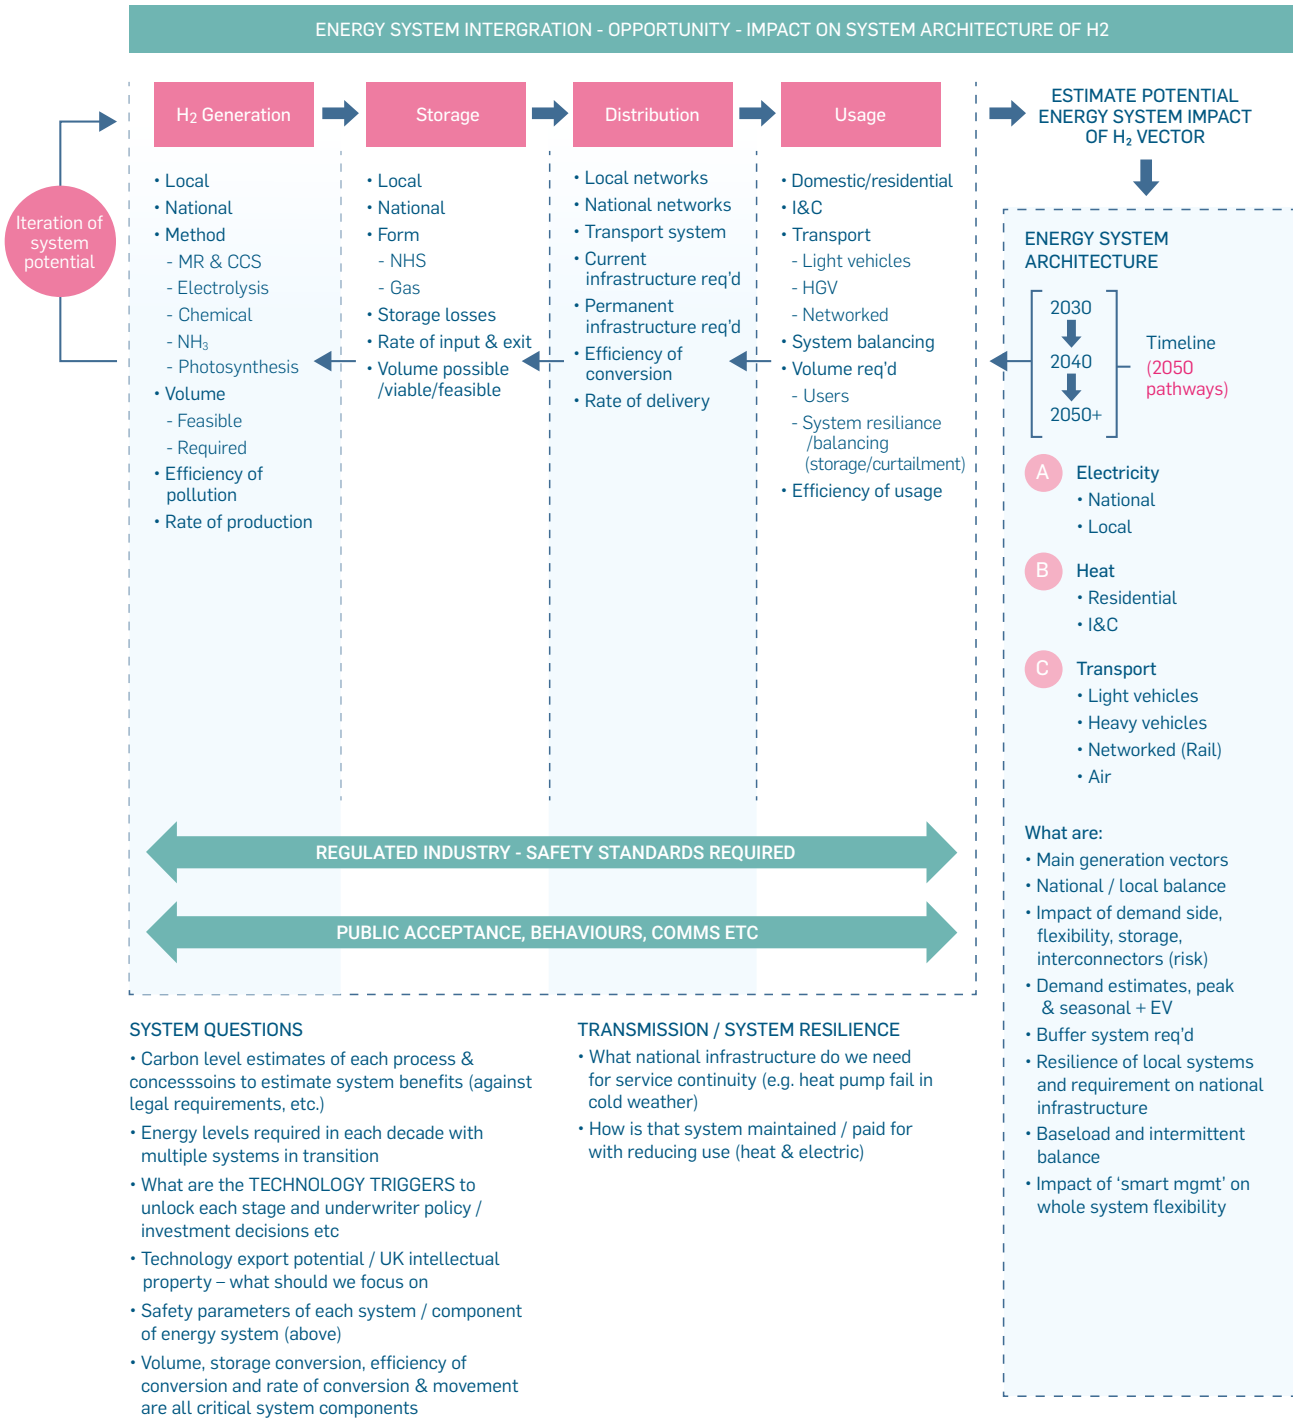 ENERGY SYSTEM INTERGRATION - OPPORTUNITY - IMPACT ON SYSTEM ARCHITECTURE OF H2
Iteration of
system
potential
H2 Generation
• Local
• National
• Method
- MR & CCS
- Electrolysis
- Chemical
- NH₃
- Photosynthesis
• Volume
- Feasible
- Required
• Efficiency of
pollution
• Rate of production
Storage
• Local
• National
• Form
- NHS
- Gas
• Storage losses
• Rate of input & exit
• Volume possible
/viable/feasible
Distribution
• Local networks
• National networks
• Transport system
• Current
infrastructure req'd
• Permanent
infrastructure req'd
• Efficiency of
conversion
• Rate of delivery
Usage
• Domestic/residential
• I&C
• Transport
- Light vehicles
- HGV
- Networked
• System balancing
• Volume req'd
- Users
- System resiliance
/balancing
(storage/curtailment)
• Efficiency of usage
REGULATED INDUSTRY - SAFETY STANDARDS REQUIRED
PUBLIC ACCEPTANCE, BEHAVIOURS, COMMS ETC
ESTIMATE POTENTIAL
ENERGY SYSTEM IMPACT
OF H₂ VECTOR
ENERGY SYSTEM
ARCHITECTURE
2030
2040
2050+
Timeline
(2050
pathways)
A Electricity
• National
• Local
B Heat
• Residential
• I&C
C Transport
• Light vehicles
• Heavy vehicles
• Networked (Rail)
• Air
What are:
• Main generation vectors
• National / local balance
• Impact of demand side,
flexibility, storage,
interconnectors (risk)
• Demand estimates, peak
& seasonal + EV
• Buffer system req'd
• Resilience of local systems
and requirement on national
infrastructure
• Baseload and intermittent
balance
• Impact of ‘smart mgmt’ on
whole system flexibility
SYSTEM QUESTIONS
• Carbon level estimates of each process &
concesssoins to estimate system benefits (against
legal requirements, etc.)
• Energy levels required in each decade with
multiple systems in transition
• What are the TECHNOLOGY TRIGGERS to
unlock each stage and underwriter policy /
investment decisions etc
• Technology export potential / UK intellectual
property – what should we focus on
• Safety parameters of each system / component
of energy system (above)
• Volume, storage conversion, efficiency of
conversion and rate of conversion & movement
are all critical system components
TRANSMISSION / SYSTEM RESILIENCE
• What national infrastructure do we need
for service continuity (e.g. heat pump fail in
cold weather)
• How is that system maintained / paid for
with reducing use (heat & electric)